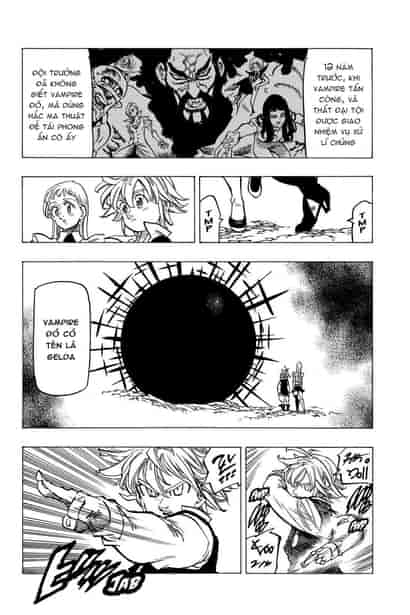 12 NĂM
TRƯỚC, KHI
VAMPIRE TẤN
CÔNG, VÀ
THẤT ĐẠI TỘI
ĐƯỢC GIAO
NHIỆM VỤ XỬ
LÍ CHÚNG
ĐỘI TRƯỞNG
ĐÃ KHÔNG
GIẾT VAMPIRE
ĐÓ, MÀ DÙNG
HẮC MA THUẬT
ĐỂ TÁI PHONG
ẤN CÔ ẤY
TMP
TMP
VAMPIRE
ĐÓ CÓ
TÊN LÀ
GELDA
JAB